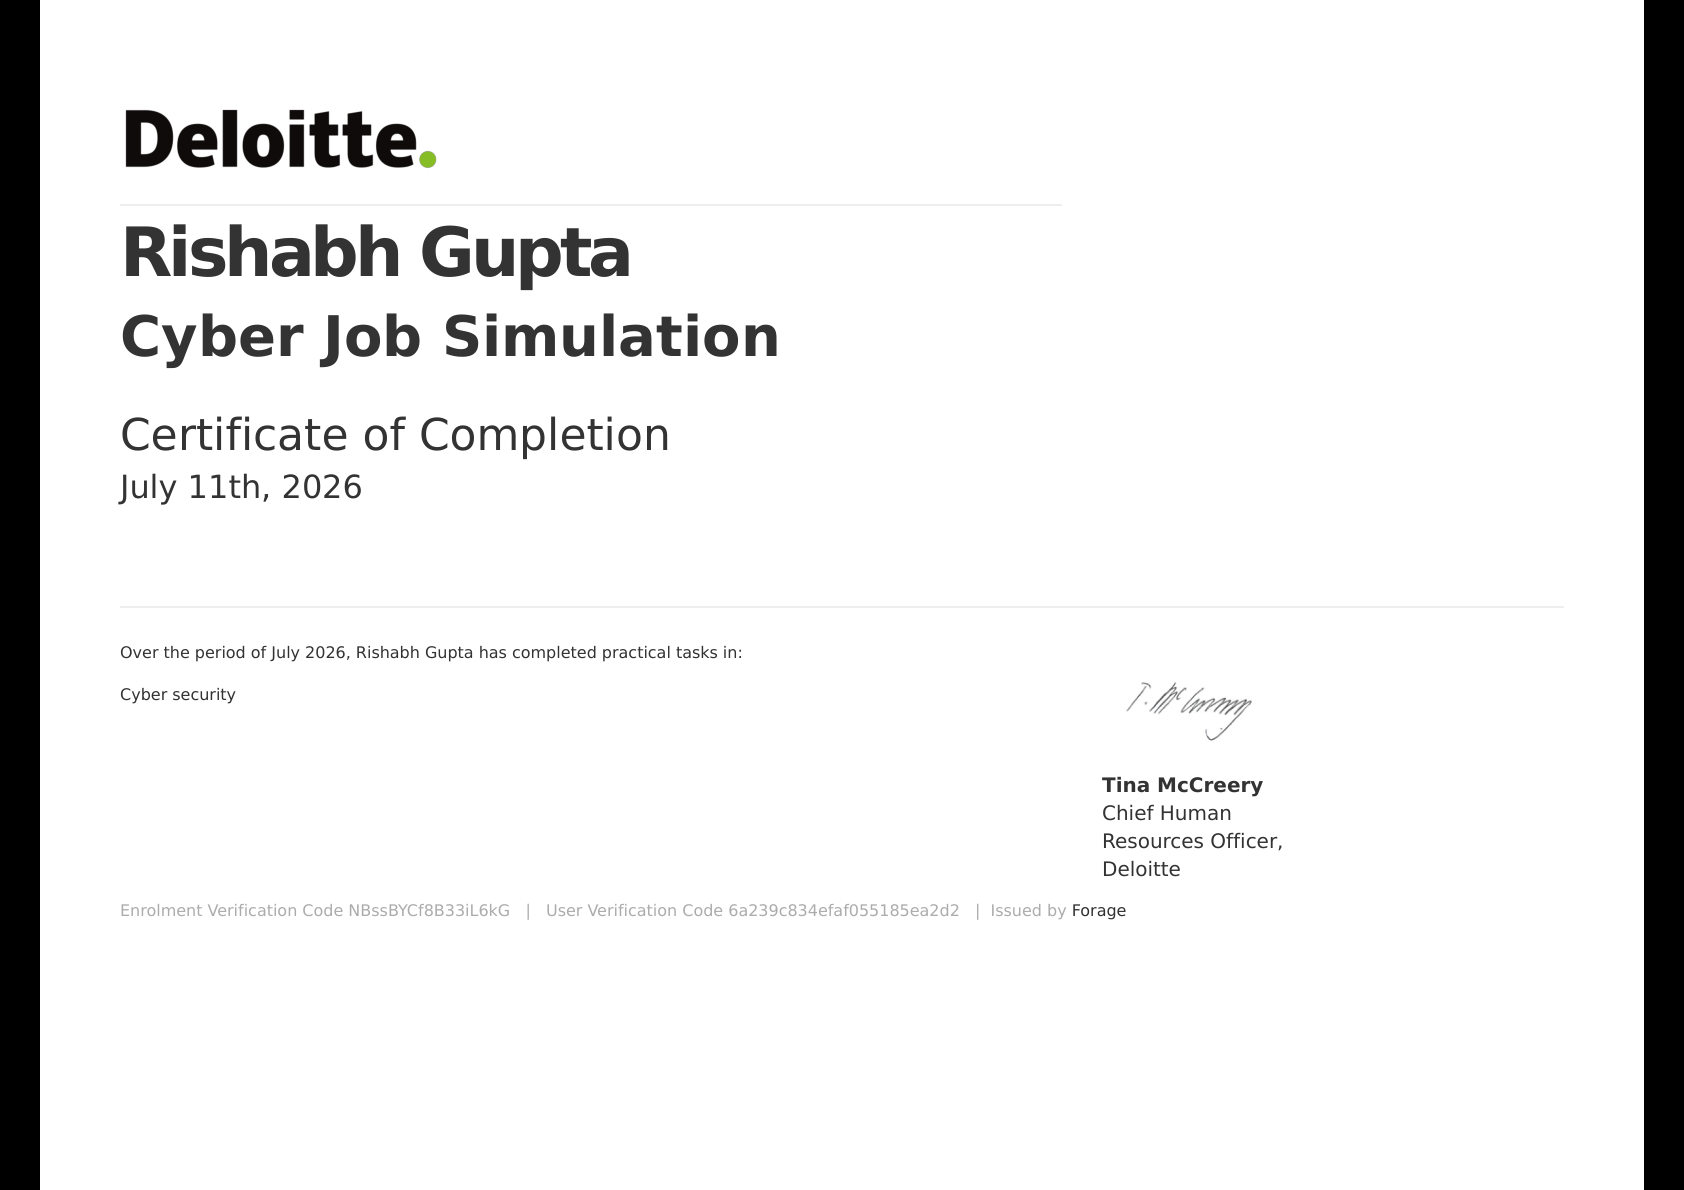 Deloitte.
Rishabh Gupta
Cyber Job Simulation
Certificate of Completion
July 11th, 2026
Over the period of July 2026, Rishabh Gupta has completed practical tasks in:
Cyber security
T. McCreery
Tina McCreery
Chief Human
Resources Officer,
Deloitte
Enrolment Verification Code NBssBYCf8B33iL6kG | User Verification Code 6a239c834efaf055185ea2d2 | Issued by Forage